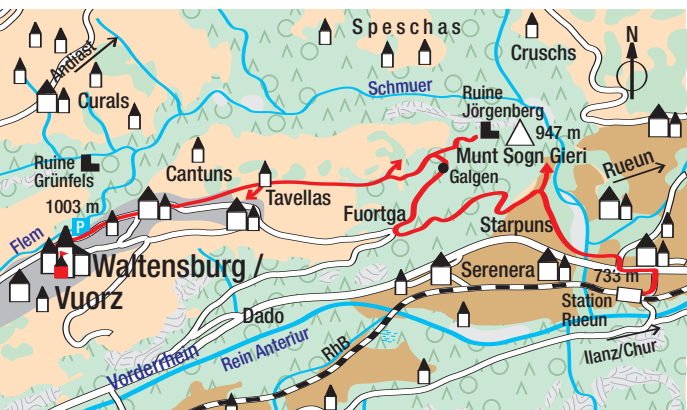 Speschas
Cruschs
N
Andiast
Schmuer
Curals
Ruine
Jörgenberg
947 m
Ruine
Grünfels
Cantuns
Munt Sogn Gieri
Galgen
Rueun
1003 m
Tavellas
P
Fuortga
Starpuns
Flem
Waltensburg /
Vuorz
Serenera
733 m
Station
Rueun
Dado
Vorderrhein
Rein Anteriur
RhB
Ilanz/Chur